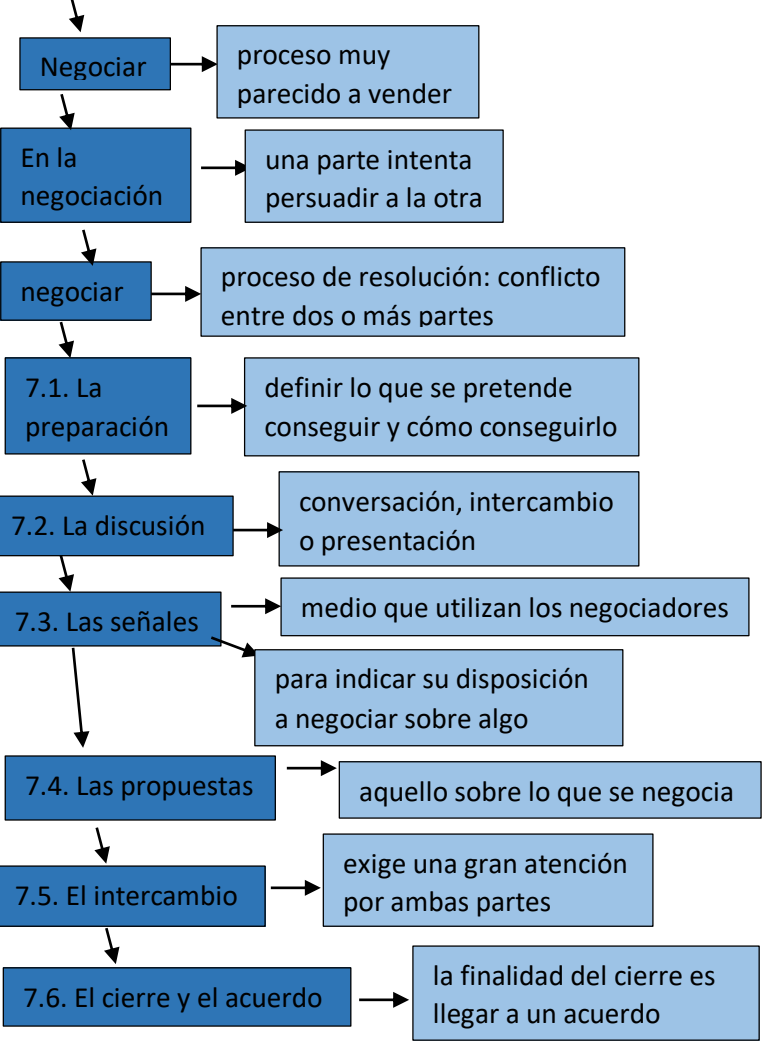 Negociar
proceso muy
parecido a vender
En la
negociación
una parte intenta
persuadir a la otra
negociar
proceso de resolución: conflicto
entre dos o más partes
7.1. La
preparación
definir lo que se pretende
conseguir y cómo conseguirlo
7.2. La discusión
conversación, intercambio
o presentación
7.3. Las señales
medio que utilizan los negociadores
para indicar su disposición
a negociar sobre algo
7.4. Las propuestas
aquello sobre lo que se negocia
7.5. El intercambio
exige una gran atención
por ambas partes
7.6. El cierre y el acuerdo
la finalidad del cierre es
llegar a un acuerdo